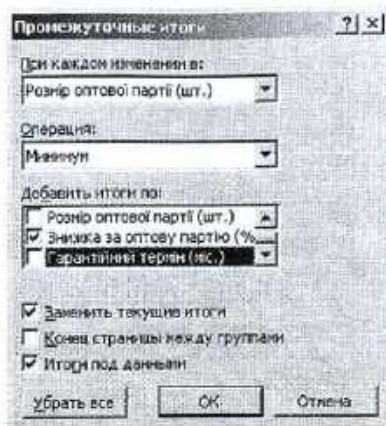 Промежуточные итоги
При каждом изменении в:
Розмір оптової партії (шт.)
Операция:
Минимум
Добавить итоги по:
Розмір оптової партії (шт.)
Знижка за оптову партію (%
Гарантійний термін (міс.)
Заменить текущие итоги
Конец страницы между группами
Итоги под данными
Убрать все
ОК
Отмена